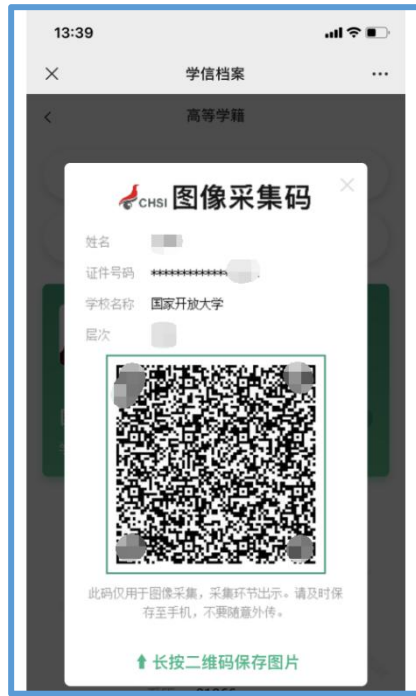 13:39
学信档案
高等学籍
CHSI 图像采集码
姓名
证件号码 ************
学校名称 国家开放大学
层次
此码仅用于图像采集，采集环节出示。请及时保
存至手机，不要随意外传。
长按二维码保存图片